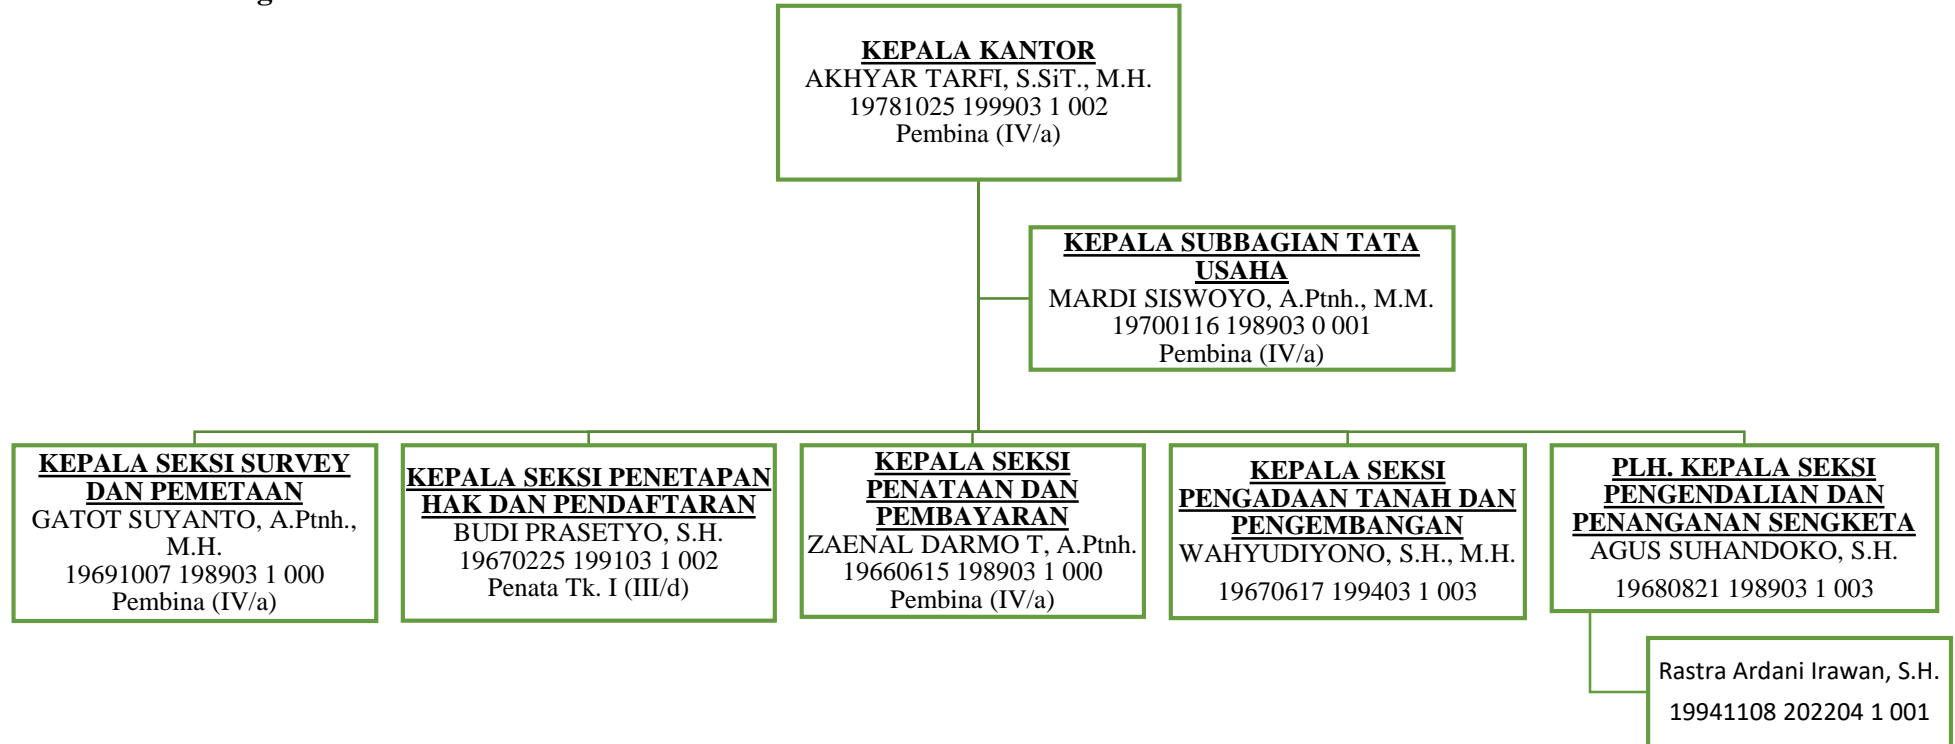 KEPALA KANTOR
AKHYAR TARFI, S.SiT., M.H.
19781025 199903 1 002
Pembina (IV/a)
KEPALA SUBBAGIAN TATA
USAHA
MARDI SISWOYO, A.Ptnh., M.M.
19700116 198903 0 001
Pembina (IV/a)
KEPALA SEKSI SURVEY
DAN PEMETAAN
GATOT SUYANTO, A.Ptnh.,
M.H.
19691007 198903 1 000
Pembina (IV/a)
KEPALA SEKSI PENETAPAN
HAK DAN PENDAFTARAN
BUDI PRASETYO, S.H.
19670225 199103 1 002
Penata Tk. I (III/d)
KEPALA SEKSI
PENATAAN DAN
PEMBAYARAN
ZAENAL DARMO T, A.Ptnh.
19660615 198903 1 000
Pembina (IV/a)
KEPALA SEKSI
PENGADAAN TANAH DAN
PENGEMBANGAN
WAHYUDIYONO, S.H., M.H.
19670617 199403 1 003
PLH. KEPALA SEKSI
PENGENDALIAN DAN
PENANGANAN SENGKETA
AGUS SUHANDOKO, S.H.
19680821 198903 1 003
Rastra Ardani Irawan, S.H.
19941108 202204 1 001